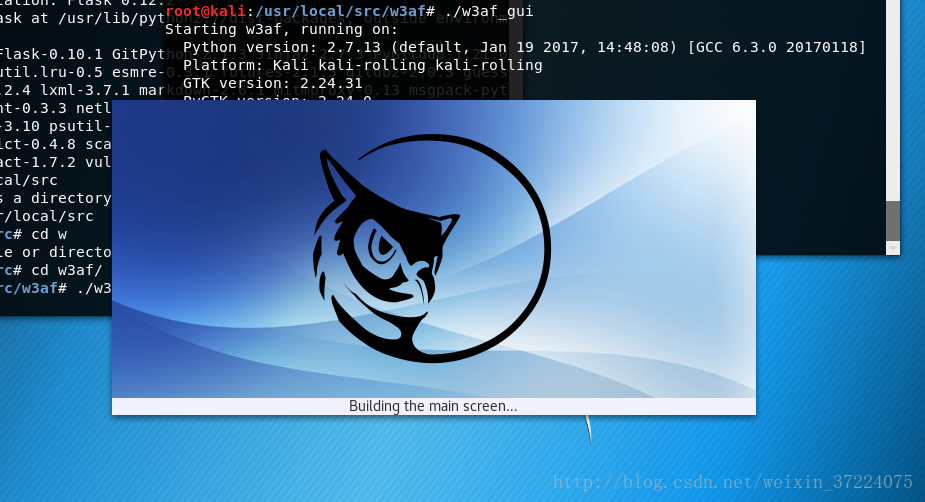 root@kali:/usr/local/src/w3af# ./w3af_gui
Starting w3af, running on:
Python version: 2.7.13 (default, Jan 19 2017, 14:48:08) [GCC 6.3.0 20170118]
Platform: Kali kali-rolling kali-rolling
GTK version: 2.24.31
PyGTK version: 2.24.0
ask at /usr/lib/pyt
Flask-0.10.1 GitPyt
util.lru-0.5 esmre-
.2.4 lxml-3.7.1 mar
nt-0.3.3 netl
-3.10 psutil-
ict-0.4.8 sca
act-1.7.2 vul
cal/src
s a directory
r/local/src
rc# cd w
le or directo
rc# cd w3af/
rc/w3af# ./w3
Building the main screen...
http://blog.csdn.net/weixin_37224075